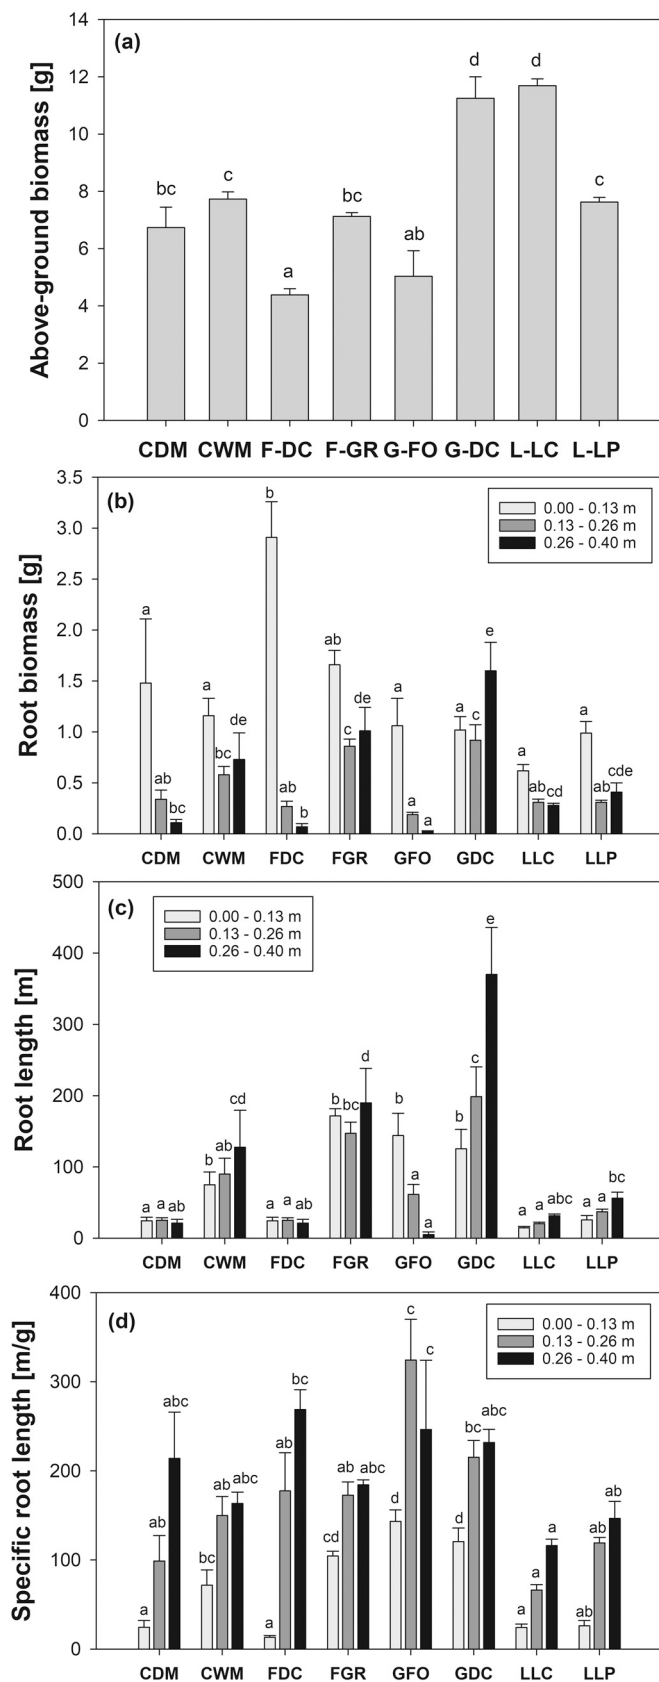 (a)
Above-ground biomass [g]
14
12
10
8
6
4
2
0
bc
c
a
bc
ab
d
d
c
CDM CWM F-DC F-GR G-FO G-DC L-LC L-LP
(b)
Root biomass [g]
3.5
3.0
2.5
2.0
1.5
1.0
0.5
0.0
0.00 - 0.13 m
0.13 - 0.26 m
0.26 - 0.40 m
a ab bc
a bc de
b ab b
ab c de
a a a
a c e
a ab cd
a ab cde
CDM CWM FDC FGR GFO GDC LLC LLP
(c)
Root length [m]
500
400
300
200
100
0
0.00 - 0.13 m
0.13 - 0.26 m
0.26 - 0.40 m
a a ab
b ab cd
a a ab
b bc d
b a a
b c e
a a abc
a a bc
CDM CWM FDC FGR GFO GDC LLC LLP
(d)
Specific root length [m/g]
400
300
200
100
0
0.00 - 0.13 m
0.13 - 0.26 m
0.26 - 0.40 m
a ab abc
bc ab abc
a ab bc
cd ab abc
d c c
d bc abc
a a a
ab ab ab
CDM CWM FDC FGR GFO GDC LLC LLP